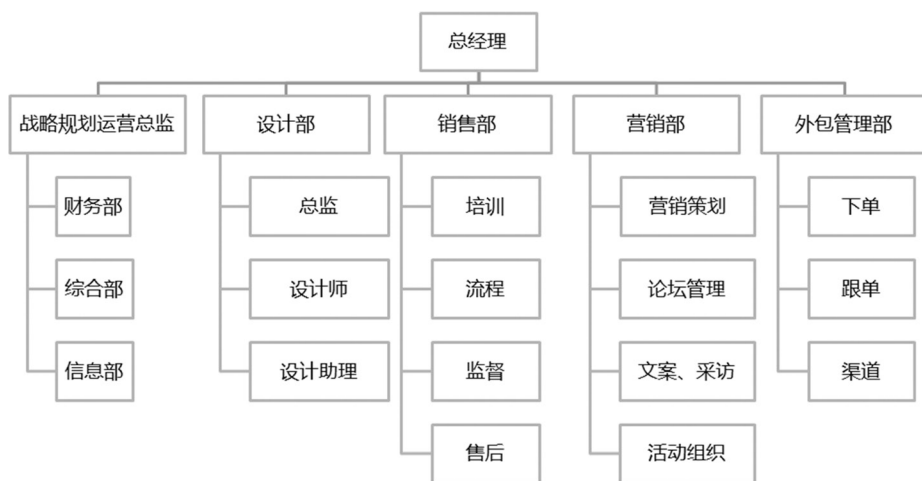 总经理
战略规划运营总监
设计部
销售部
营销部
外包管理部
财务部
总监
培训
营销策划
下单
综合部
设计师
流程
论坛管理
跟单
信息部
设计助理
监督
文案、采访
渠道
售后
活动组织